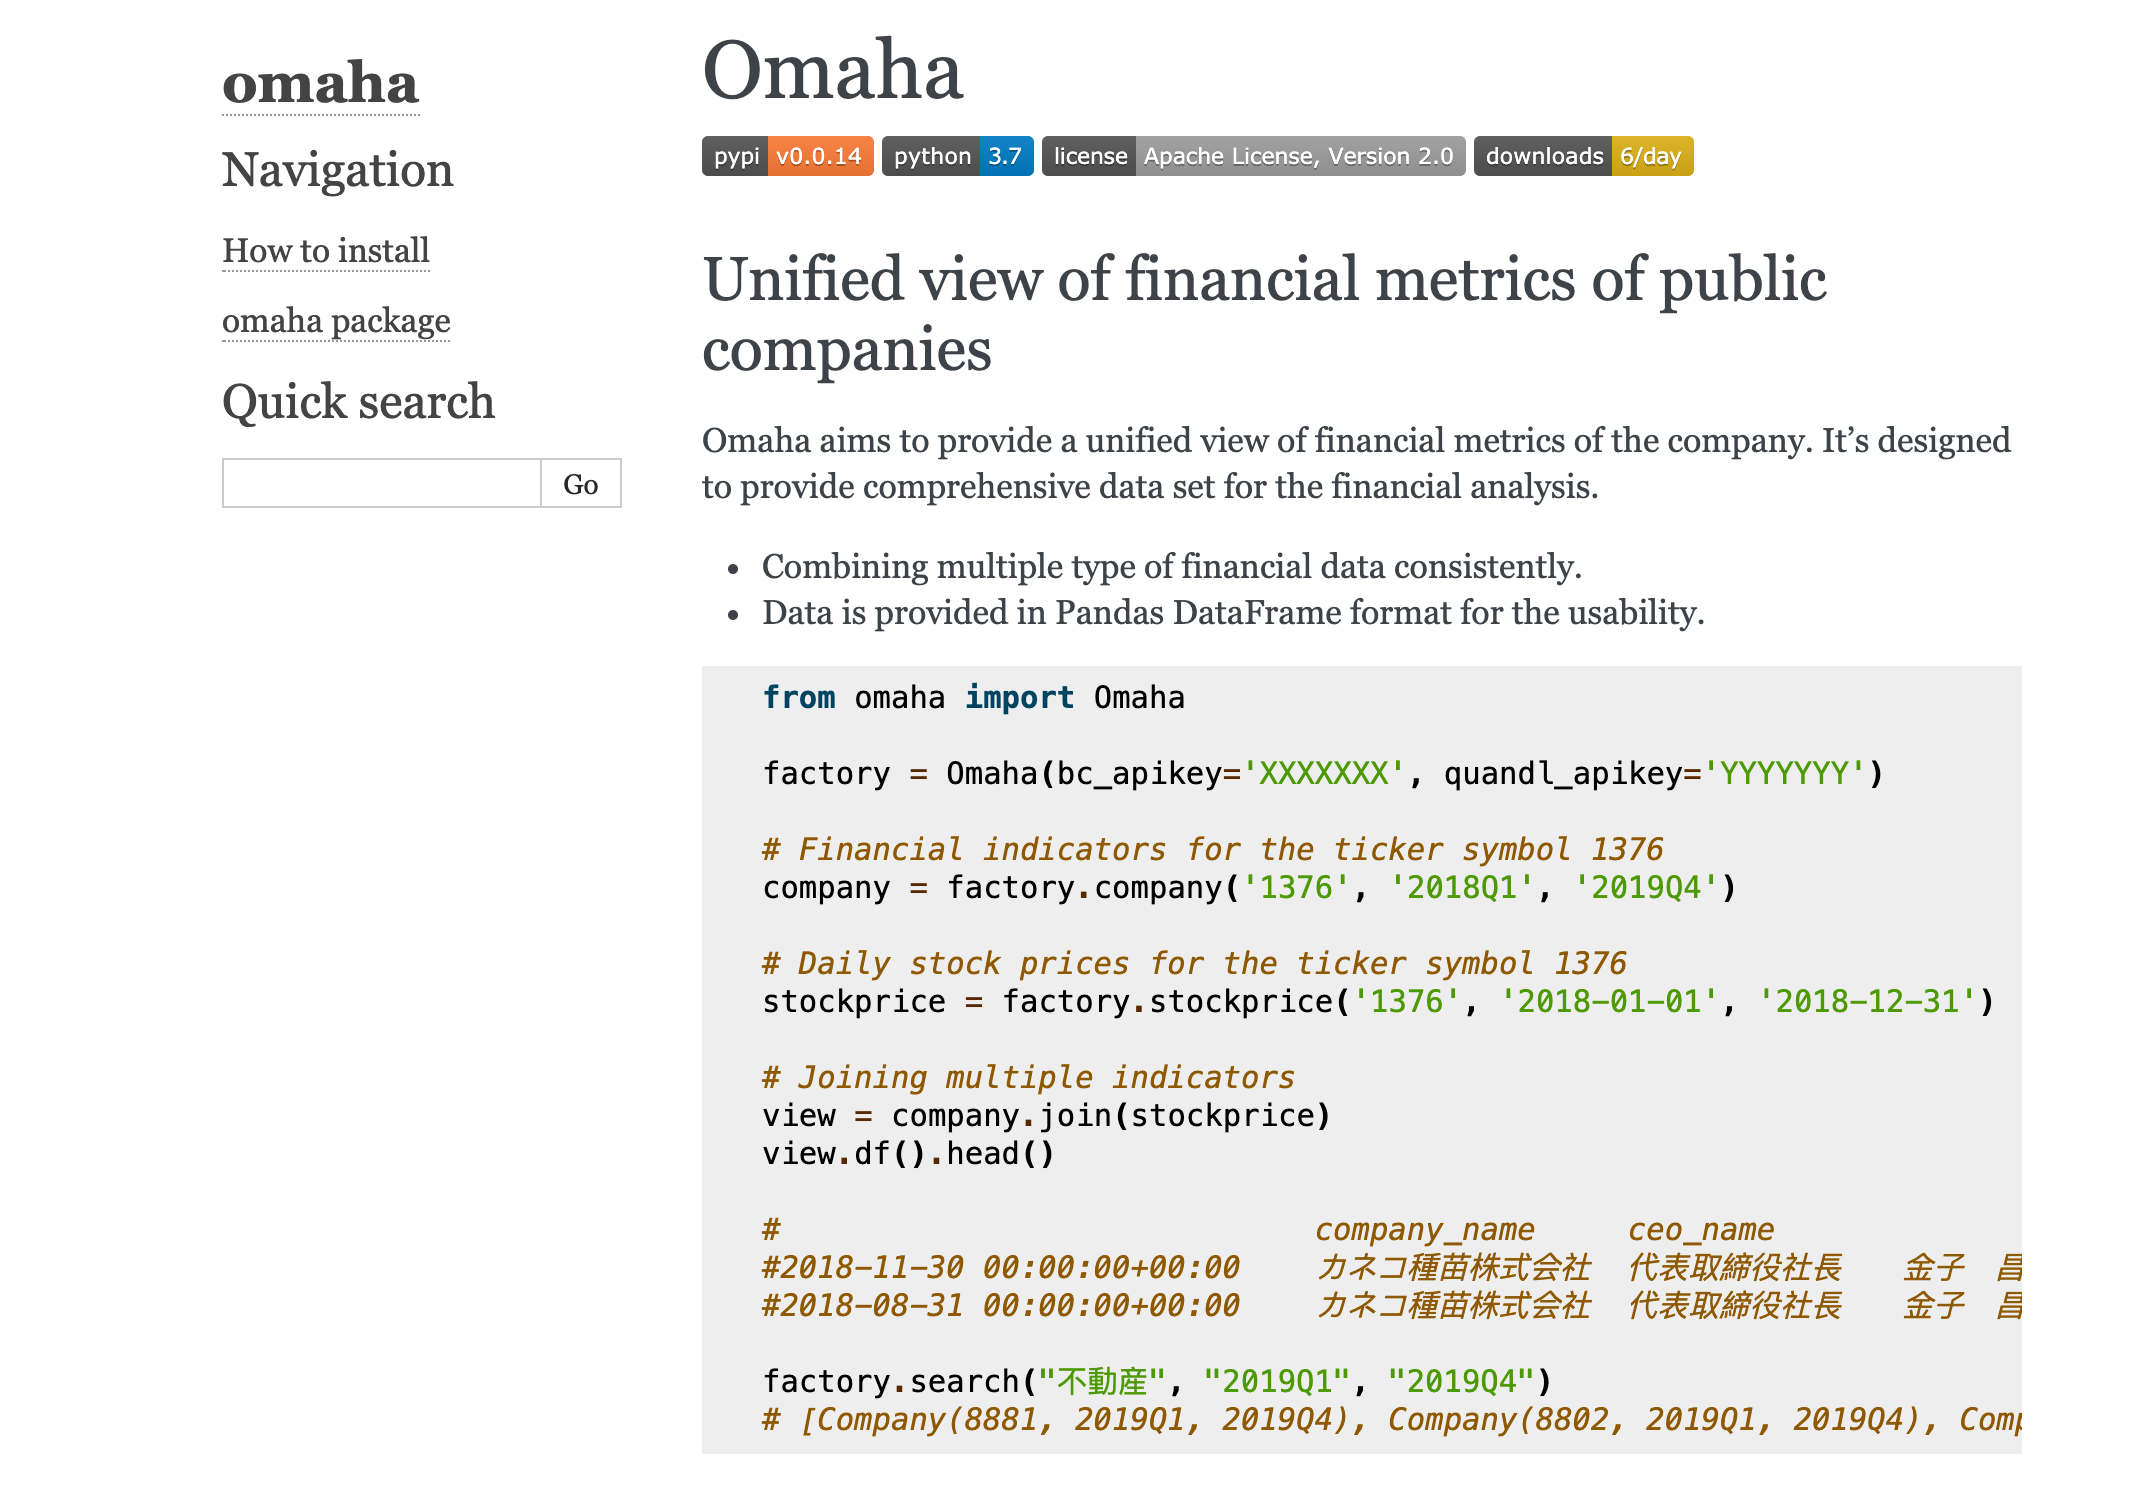 omaha
Navigation
How to install
omaha package
Quick search
Go
Omaha
pypi v0.0.14 python 3.7 license Apache License, Version 2.0 downloads 6/day
Unified view of financial metrics of public
companies
Omaha aims to provide a unified view of financial metrics of the company. It’s designed
to provide comprehensive data set for the financial analysis.
• Combining multiple type of financial data consistently.
• Data is provided in Pandas DataFrame format for the usability.
from omaha import Omaha
factory = Omaha(bc_apikey='XXXXXXX', quandl_apikey='YYYYYYY')
# Financial indicators for the ticker symbol 1376
company = factory.company('1376', '2018Q1', '2019Q4')
# Daily stock prices for the ticker symbol 1376
stockprice = factory.stockprice('1376', '2018-01-01', '2018-12-31')
# Joining multiple indicators
view = company.join(stockprice)
view.df().head()
# company_name ceo_name
#2018-11-30 00:00:00+00:00 カネコ種苗株式会社 代表取締役社長 金子 昌
#2018-08-31 00:00:00+00:00 カネコ種苗株式会社 代表取締役社長 金子 昌
factory.search("不動産", "2019Q1", "2019Q4")
# [Company(8881, 2019Q1, 2019Q4), Company(8802, 2019Q1, 2019Q4), Comp